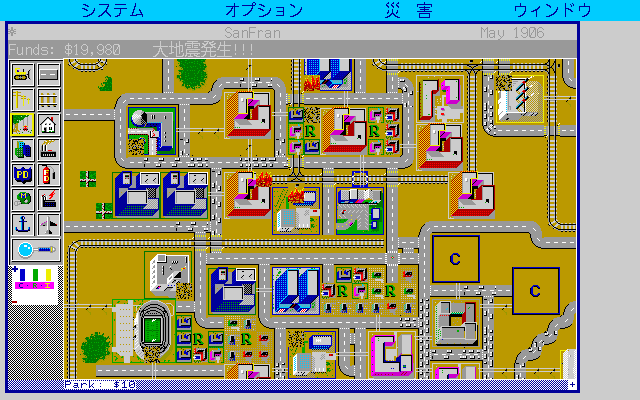 システム オプション 災 害 ウィンドウ
* SanFran May 1906
Funds: $19,980 大地震発生!!!
R R
PD
C
C
R R
R R
Park: $10